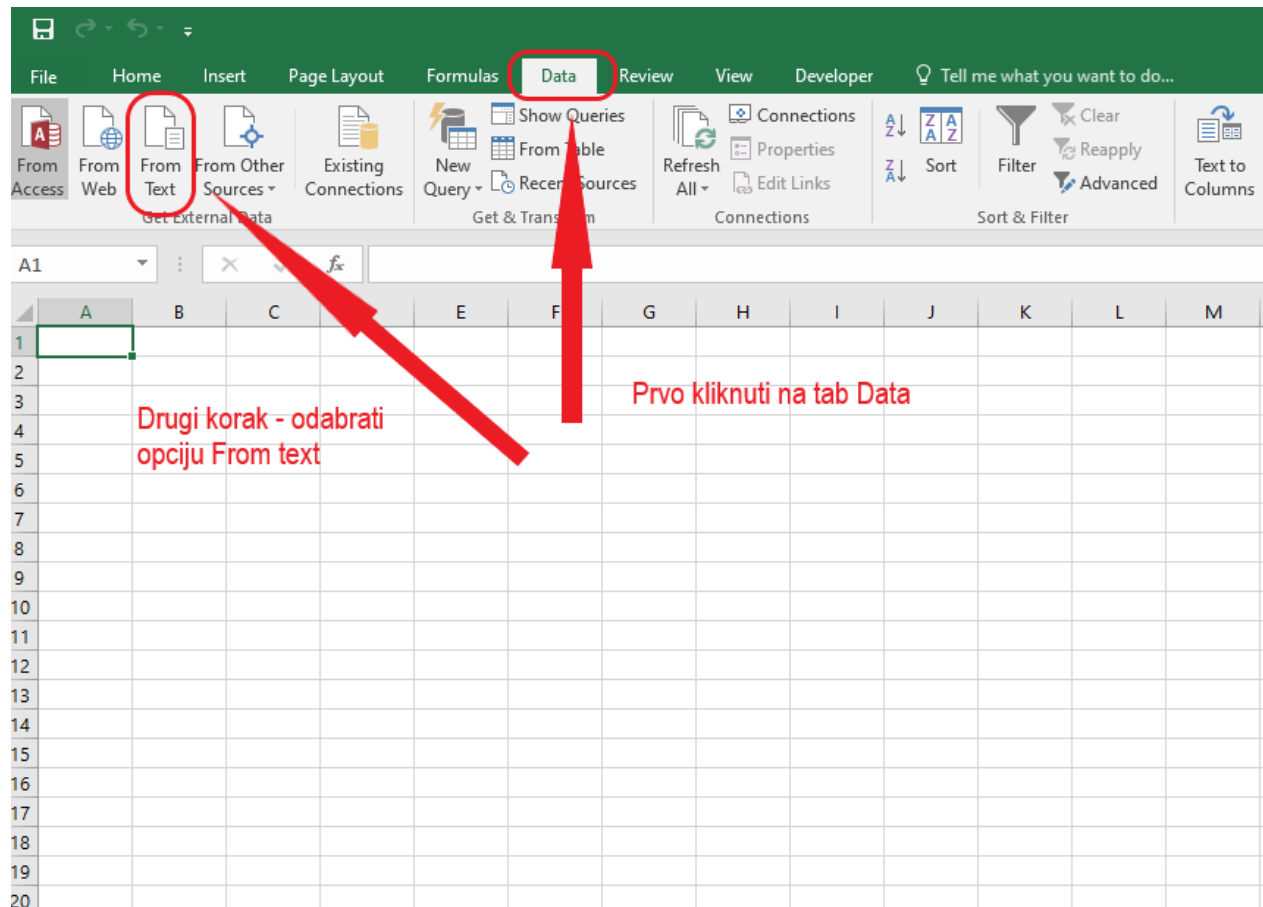 File Home Insert Page Layout Formulas Data Review View Developer Tell me what you want to do...
From Access
From Web
From Text
From Other Sources
Existing Connections
Get External Data
New Query
Show Queries
From Table
Recent Sources
Get & Transform
Refresh All
Connections
Properties
Edit Links
Connections
Sort
Filter
Clear
Reapply
Advanced
Sort & Filter
Text to Columns
A1 fx
A B C E F G H I J K L M
1
2
3
4
5
6
7
8
9
10
11
12
13
14
15
16
17
18
19
20
Prvo kliknuti na tab Data
Drugi korak - odabrati
opciju From text